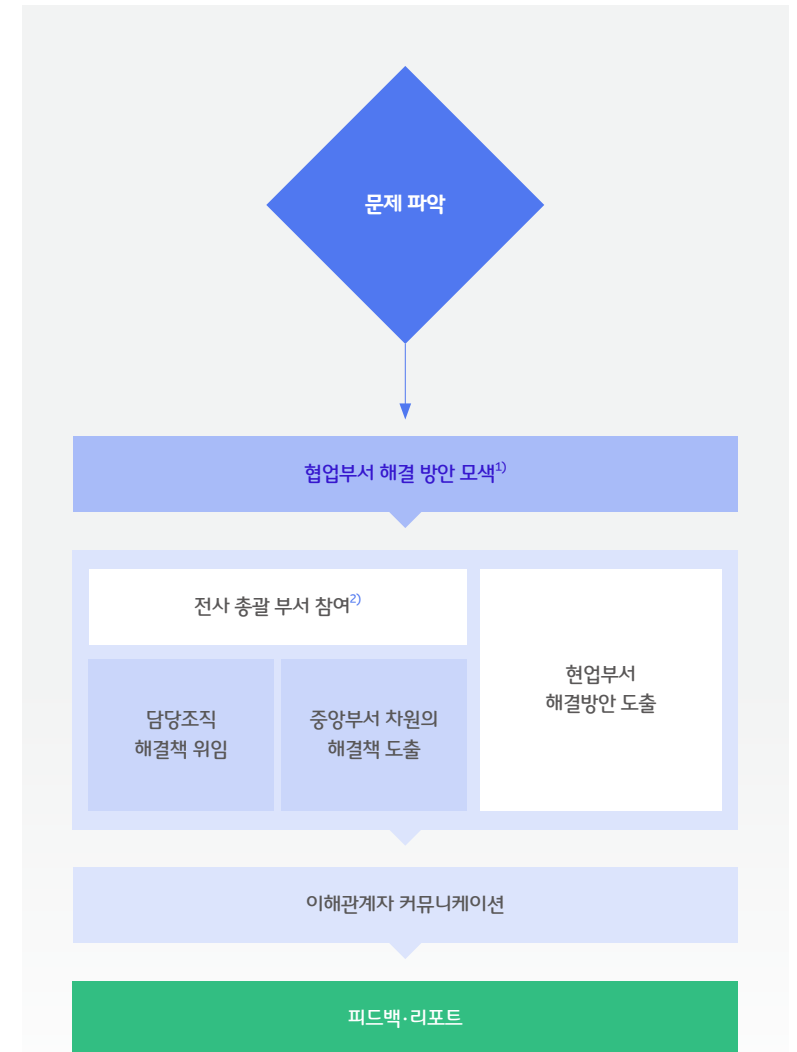 문제 파악
협업부서 해결 방안 모색1)
전사 총괄 부서 참여2)
담당조직
해결책 위임
중앙부서 차원의
해결책 도출
현업부서
해결방안 도출
이해관계자 커뮤니케이션
피드백·리포트